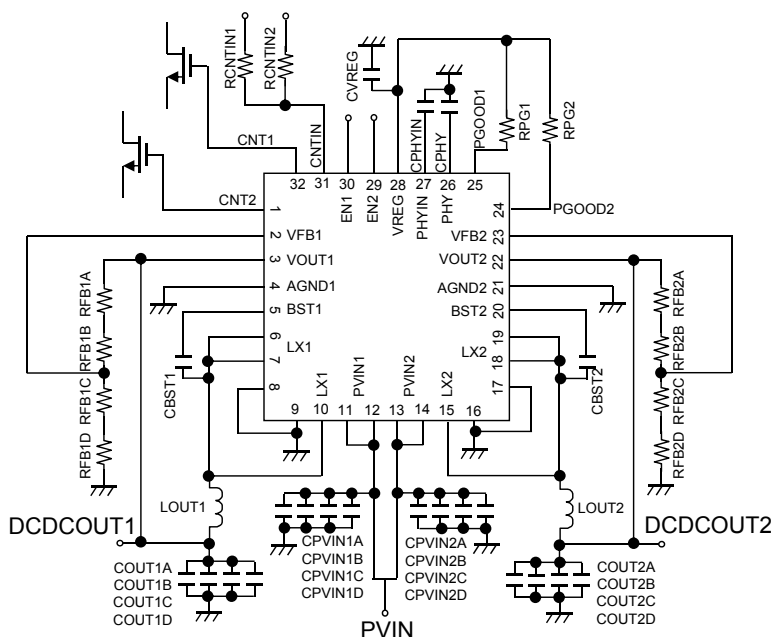 RCNTIN1
RCNTIN2
CVREG
CNT1
CNTIN
CPHYIN
CPHY
PGOOD1
RPG1
RPG2
CNT2
32 31 30 29 28 27 26 25
EN1 EN2 VREG PHYIN PHY
1 24 PGOOD2
2 VFB1 VFB2 23
3 VOUT1 VOUT2 22
4 AGND1 AGND2 21
5 BST1 BST2 20
6 LX1 LX2 19
7 18
8 17
LX1 PVIN1 PVIN2 LX2
9 10 11 12 13 14 15 16
RFB1A
RFB1B
RFB1C
RFB1D
CBST1
CBST2
RFB2A
RFB2B
RFB2C
RFB2D
LOUT1
LOUT2
DCDCOUT1
DCDCOUT2
COUT1A
COUT1B
COUT1C
COUT1D
CPVIN1A
CPVIN1B
CPVIN1C
CPVIN1D
CPVIN2A
CPVIN2B
CPVIN2C
CPVIN2D
COUT2A
COUT2B
COUT2C
COUT2D
PVIN